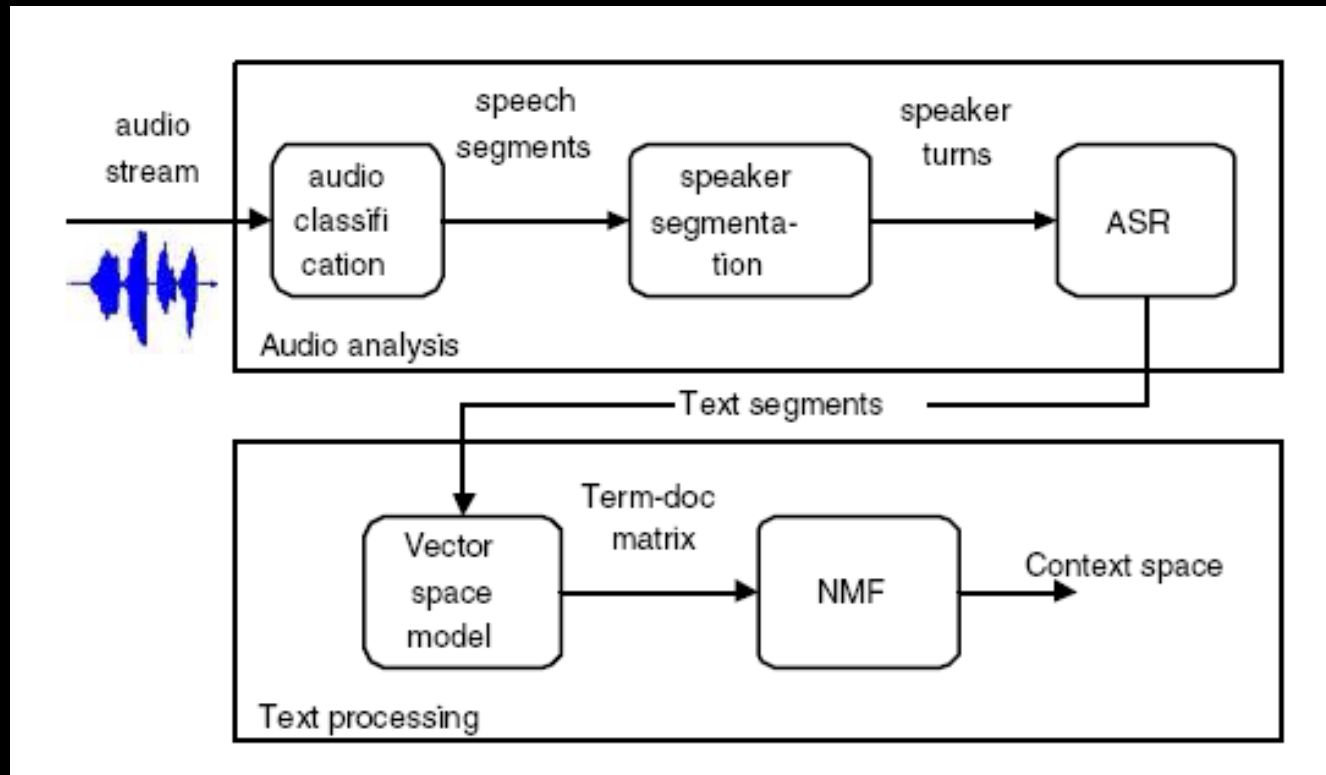 audio
stream
audio
classifi
cation
speech
segments
speaker
segmenta-
tion
speaker
turns
ASR
Audio analysis
Text segments
Vector
space
model
Term-doc
matrix
NMF
Context space
Text processing